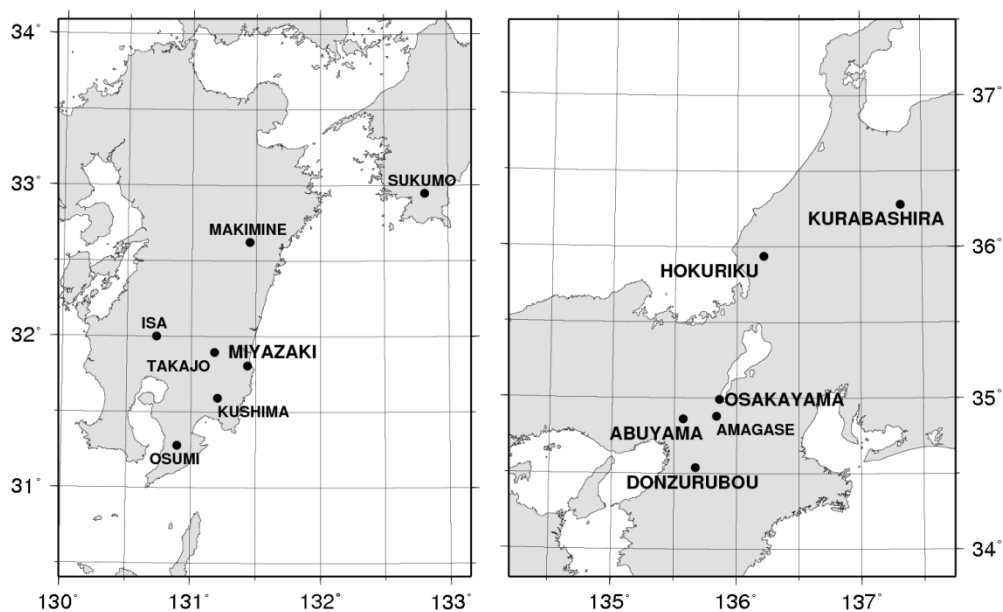 34°
33°
32°
31°
130°
131°
132°
133°
SUKUMO
MAKIMINE
ISA
TAKAJO
MIYAZAKI
KUSHIMA
OSUMI
37°
36°
35°
34°
135°
136°
137°
KURABASHIRA
HOKURIKU
OSAKAYAMA
ABUYAMA
AMAGASE
DONZURUBOU